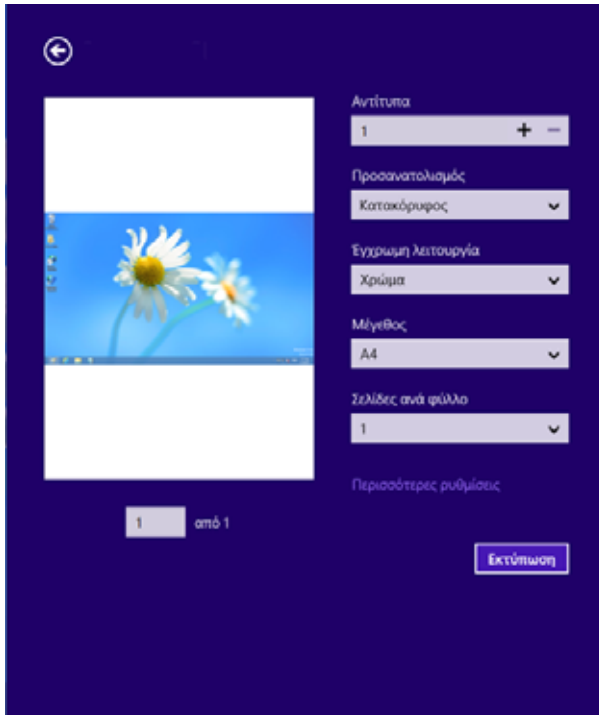 Αντίτυπα
1
Προσανατολισμός
Κατακόρυφος
Έγχρωμη λειτουργία
Χρώμα
Μέγεθος
A4
Σελίδες ανά φύλλο
1
Περισσότερες ρυθμίσεις
1 από 1
Εκτύπωση